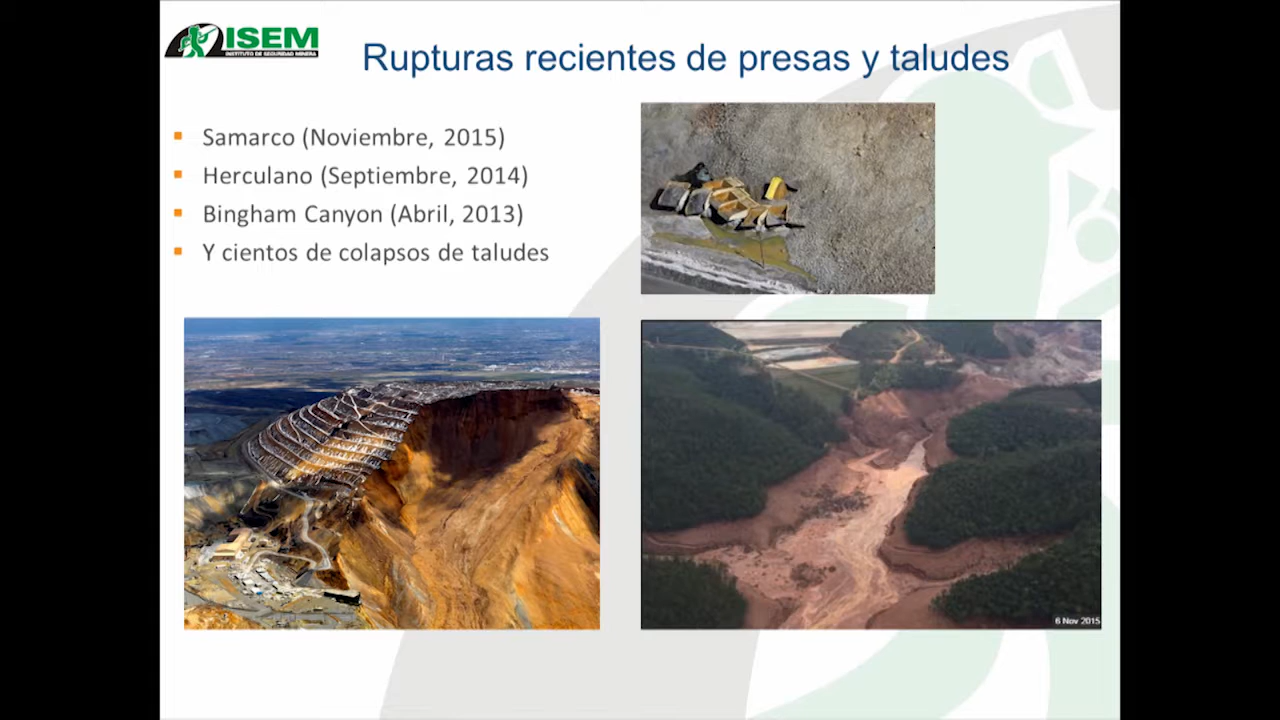 ISEM
INSTITUTO DE SEGURIDAD MINERA
Rupturas recientes de presas y taludes
Samarco (Noviembre, 2015)
Herculano (Septiembre, 2014)
Bingham Canyon (Abril, 2013)
Y cientos de colapsos de taludes
6 Nov 2015